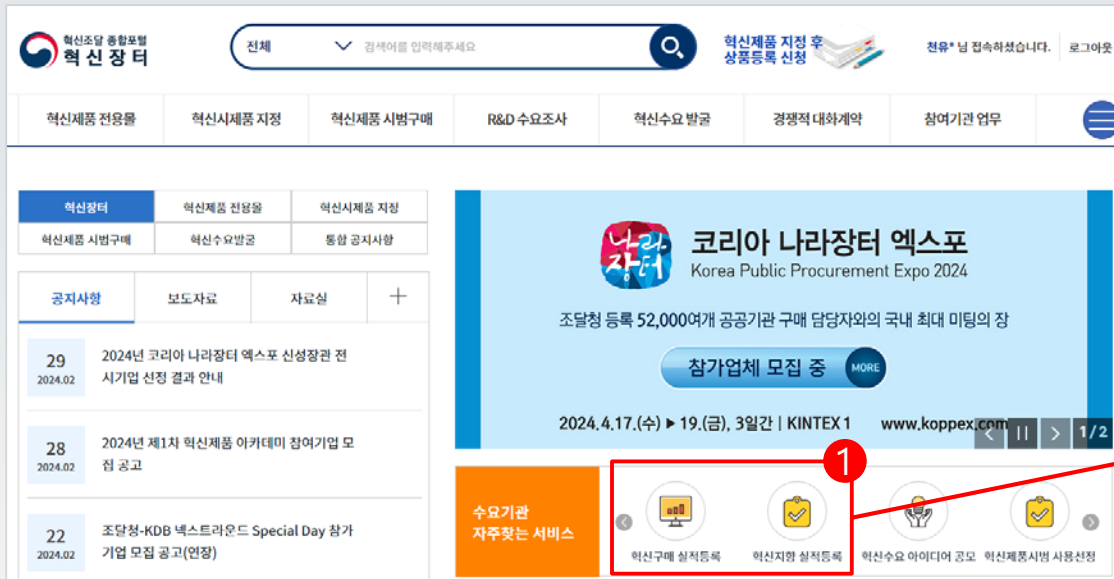 혁신조달 종합포털
혁신장터
전체
검색어를 입력해주세요
혁신제품 지정 후
상품등록 신청
천유* 님 접속하셨습니다.
로그아웃
혁신제품 전용몰
혁신시제품 지정
혁신제품 시범구매
R&D 수요조사
혁신수요 발굴
경쟁적 대화계약
참여기관 업무
혁신장터
혁신제품 전용몰
혁신시제품 지정
혁신제품 시범구매
혁신수요발굴
통합 공지사항
공지사항
보도자료
자료실
+
29
2024.02
2024년 코리아 나라장터 엑스포 신성장관 전
시기업 선정 결과 안내
28
2024.02
2024년 제1차 혁신제품 아카데미 참여기업 모
집 공고
22
2024.02
조달청-KDB 넥스트라운드 Special Day 참가
기업 모집 공고(연장)
나라
장터
코리아 나라장터 엑스포
Korea Public Procurement Expo 2024
조달청 등록 52,000여개 공공기관 구매 담당자와의 국내 최대 미팅의 장
참가업체 모집 중
MORE
2024.4.17.(수) ▶ 19.(금), 3일간 | KINTEX 1
www.koppex.com
1/2
1
수요기관
자주찾는 서비스
혁신구매 실적등록
혁신지향 실적등록
혁신수요 아이디어 공모
혁신제품시범 사용선정